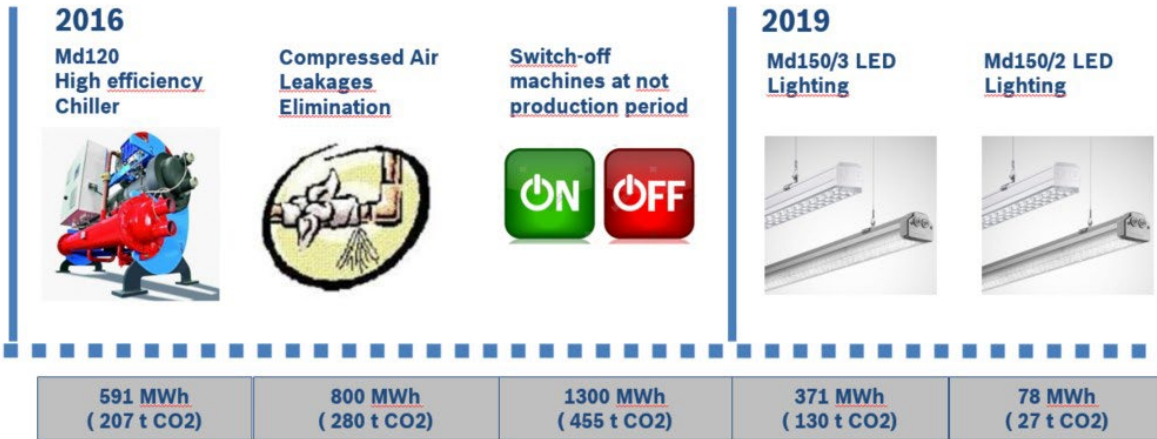 2016
Md120
High efficiency
Chiller
Compressed Air
Leakages
Elimination
Switch-off
machines at not
production period
ON
OFF
2019
Md150/3 LED
Lighting
Md150/2 LED
Lighting
591 MWh
( 207 t CO2)
800 MWh
( 280 t CO2)
1300 MWh
( 455 t CO2)
371 MWh
( 130 t CO2)
78 MWh
( 27 t CO2)